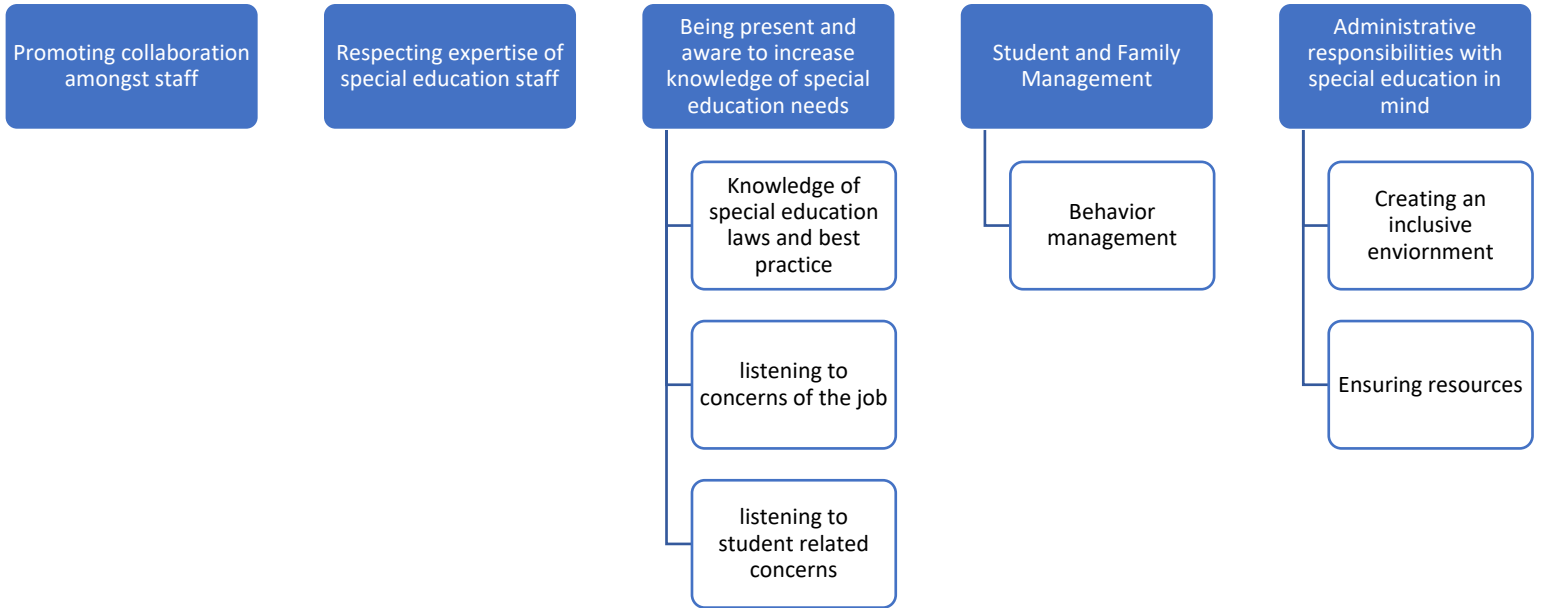 Promoting collaboration
amongst staff
Respecting expertise of
special education staff
Being present and
aware to increase
knowledge of special
education needs
Student and Family
Management
Administrative
responsibilities with
special education in
mind
Knowledge of
special education
laws and best
practice
listening to
concerns of the job
listening to
student related
concerns
Behavior
management
Creating an
inclusive
enviornment
Ensuring resources